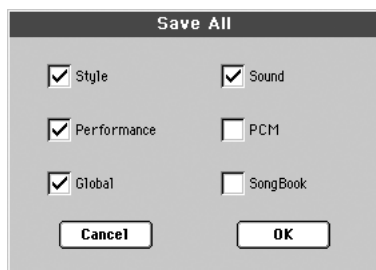 Save All
Style Sound
Performance PCM
Global SongBook
Cancel OK